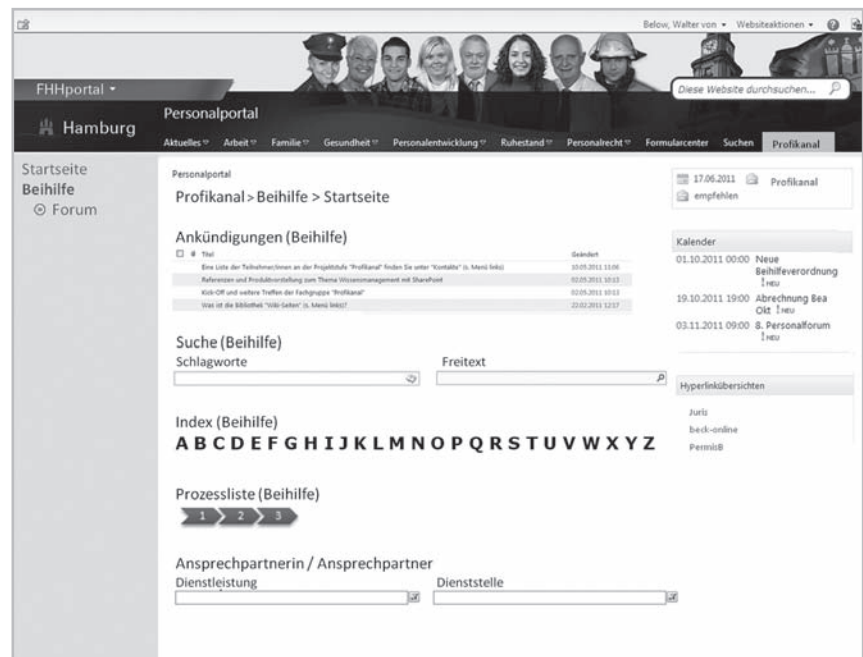 Below, Walter von Websiteaktionen
FHHportal
Diese Website durchsuchen...
Hamburg
Personalportal
Aktuelles Arbeit Familie Gesundheit Personalentwicklung Ruhestand Personalrecht Formularcenter Suchen Profikanal
Startseite
Beihilfe
Forum
Personalportal
Profikanal > Beihilfe > Startseite
Ankündigungen (Beihilfe)
Titel Geändert
Eine Liste der Teilnehmer/innen an der Projektstufe "Profikanal" finden Sie unter "Kontakte" (s. Menü links) 10.05.2011 11:06
Referenzen und Produktvorstellung zum Thema Wissensmanagement mit SharePoint 02.05.2011 10:13
Kick-Off und weitere Treffen der Fachgruppe "Profikanal" 02.05.2011 10:13
Was ist die Bibliothek "Wiki-Seiten" (s. Menü links)? 22.02.2011 12:17
Suche (Beihilfe)
Schlagworte Freitext
Index (Beihilfe)
A B C D E F G H I J K L M N O P Q R S T U V W X Y Z
Prozessliste (Beihilfe)
1 2 3
Ansprechpartnerin / Ansprechpartner
Dienstleistung Dienststelle
17.06.2011 Profikanal
empfehlen
Kalender
01.10.2011 00:00 Neue
Beihilfeverordnung
! NEU
19.10.2011 19:00 Abrechnung Bea
Okt ! NEU
03.11.2011 09:00 8. Personalforum
! NEU
Hyperlinkübersichten
Juris
beck-online
PermisB